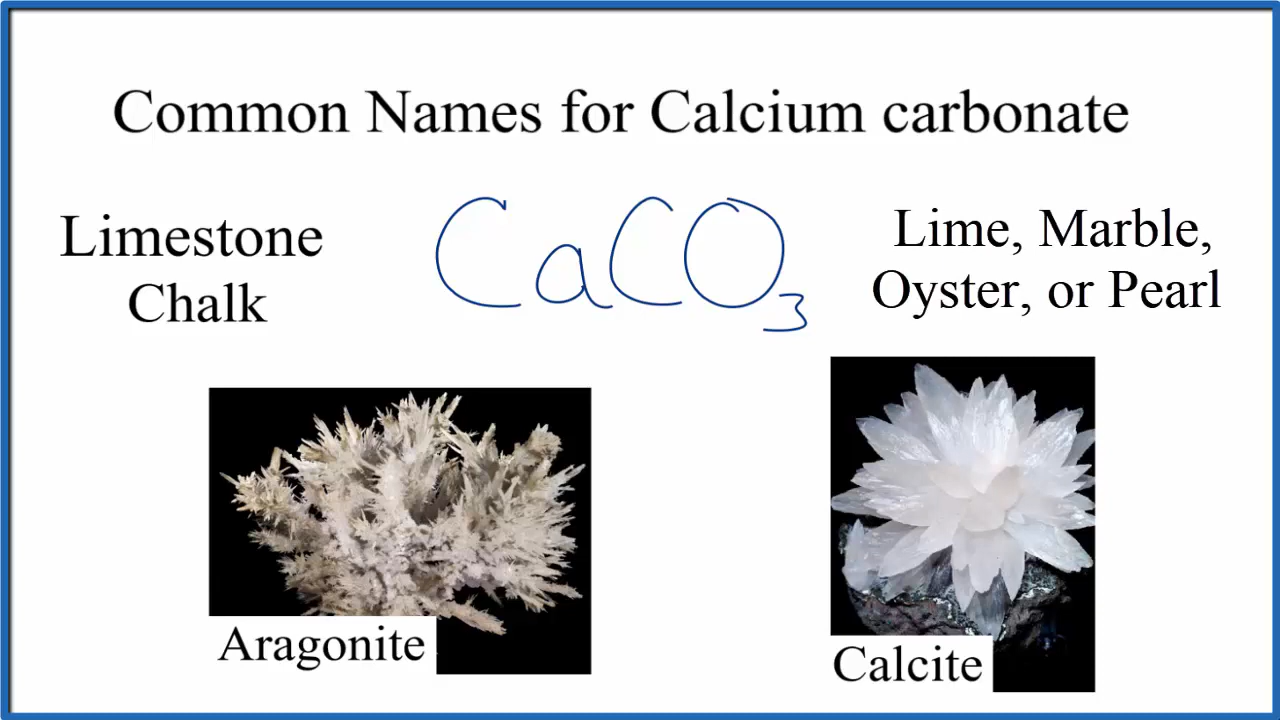 Common Names for Calcium carbonate
Limestone
Chalk
CaCO3
Lime, Marble,
Oyster, or Pearl
Aragonite
Calcite